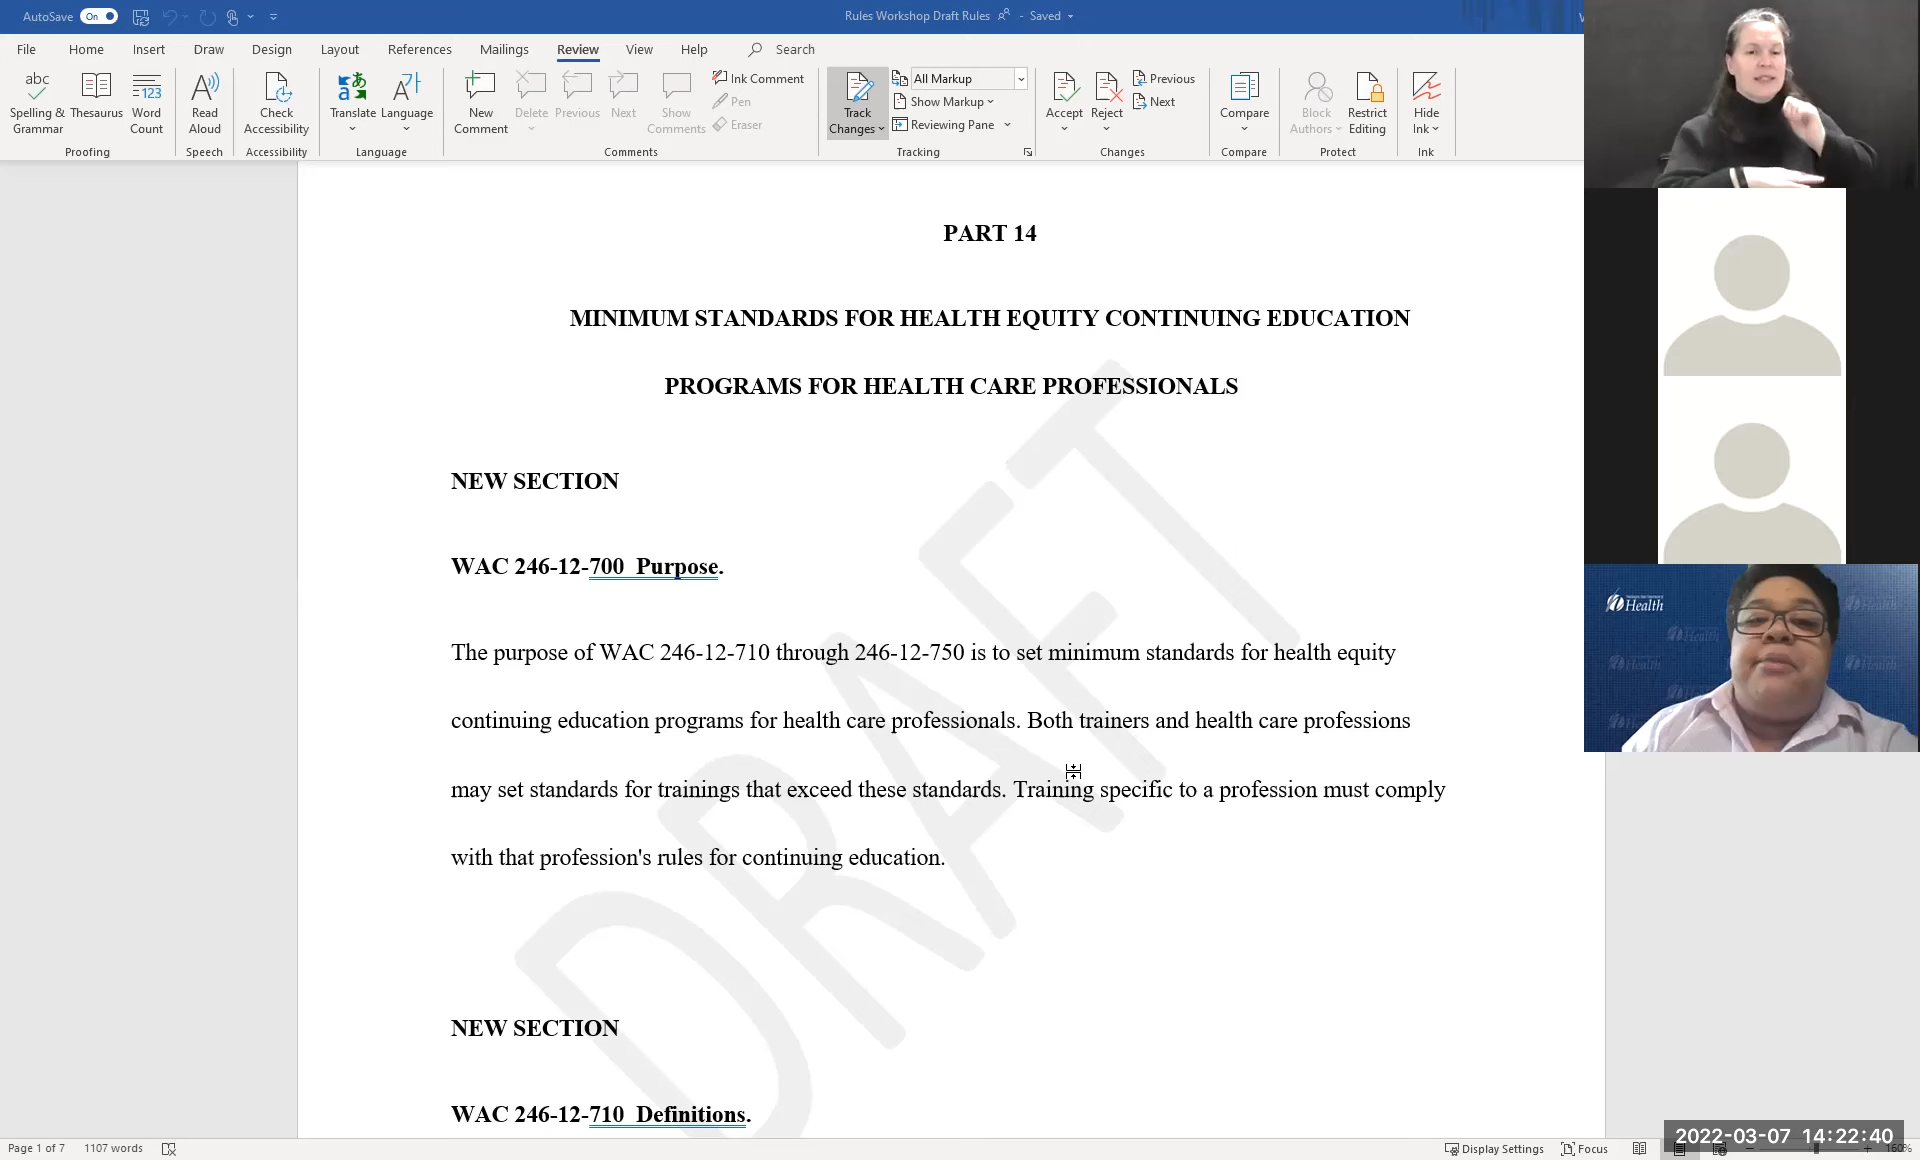 AutoSave On Rules Workshop Draft Rules - Saved
File Home Insert Draw Design Layout References Mailings Review View Help Search
abc Spelling & Grammar
Thesaurus
123 Word Count
Proofing
Read Aloud
Speech
Check Accessibility
Accessibility
Translate
Language
Language
New Comment
Delete
Previous
Next
Show Comments
Ink Comment
Pen
Eraser
Comments
Track Changes
All Markup
Show Markup
Reviewing Pane
Tracking
Accept
Reject
Previous
Next
Changes
Compare
Compare
Block Authors
Restrict Editing
Protect
Hide Ink
Ink
PART 14
MINIMUM STANDARDS FOR HEALTH EQUITY CONTINUING EDUCATION
PROGRAMS FOR HEALTH CARE PROFESSIONALS
NEW SECTION
WAC 246-12-700 Purpose.
The purpose of WAC 246-12-710 through 246-12-750 is to set minimum standards for health equity
continuing education programs for health care professionals. Both trainers and health care professions
may set standards for trainings that exceed these standards. Training specific to a profession must comply
with that profession's rules for continuing education.
NEW SECTION
WAC 246-12-710 Definitions.
DRAFT
Health
Page 1 of 7 1107 words
Display Settings Focus
160%
2022-03-07 14:22:40